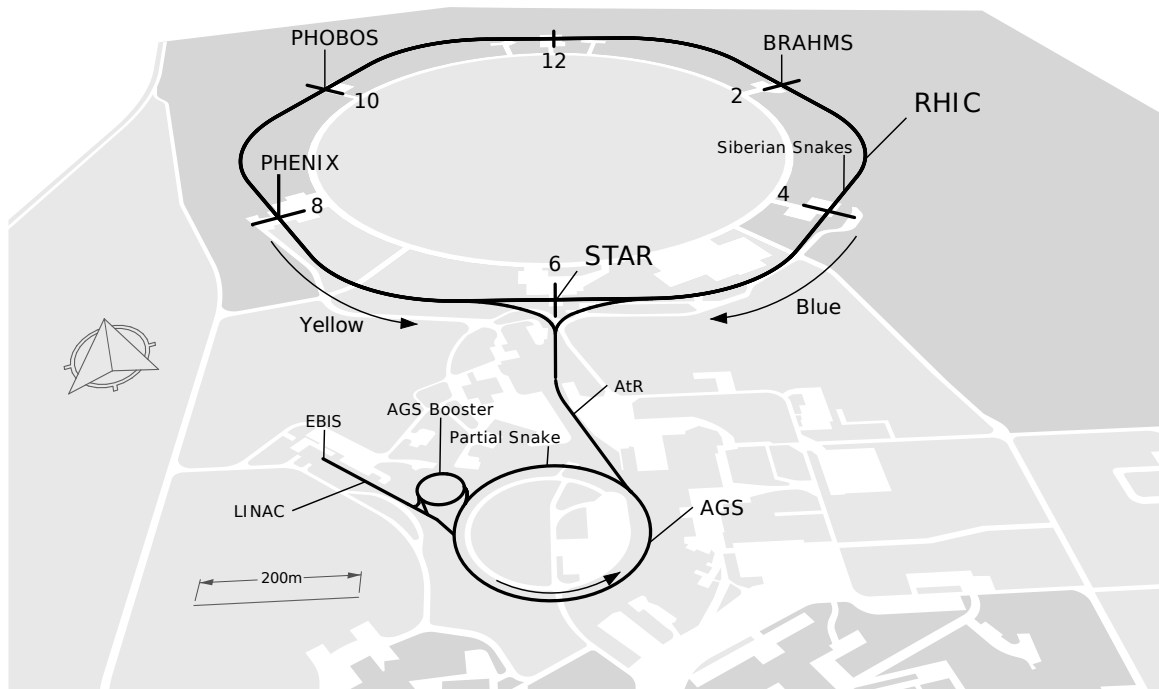 PHOBOS
BRAHMS
12
10
2
RHIC
Siberian Snakes
PHENIX
8
4
6
STAR
Yellow
Blue
AtR
AGS Booster
EBIS
Partial Snake
LINAC
AGS
200m